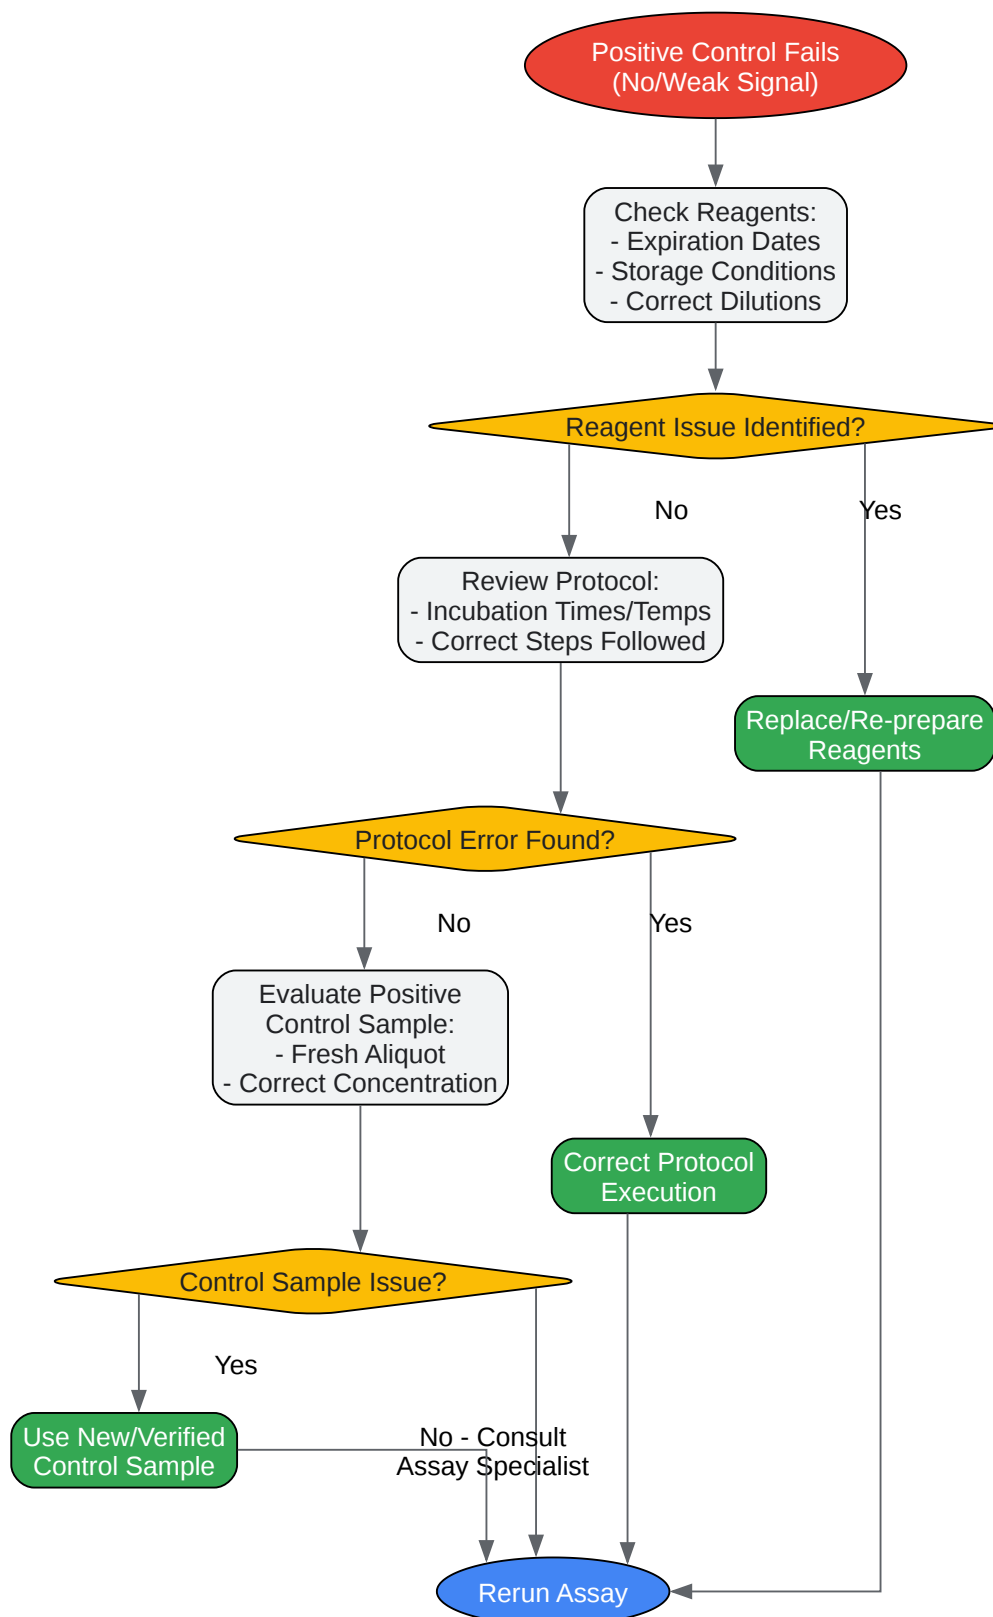 Positive Control Fails
(No/Weak Signal)
Check Reagents:
- Expiration Dates
- Storage Conditions
- Correct Dilutions
Reagent Issue Identified?
No
Yes
Review Protocol:
- Incubation Times/Temps
- Correct Steps Followed
Replace/Re-prepare
Reagents
Protocol Error Found?
No
Yes
Evaluate Positive
Control Sample:
- Fresh Aliquot
- Correct Concentration
Correct Protocol
Execution
Control Sample Issue?
Yes
No - Consult
Assay Specialist
Use New/Verified
Control Sample
Rerun Assay